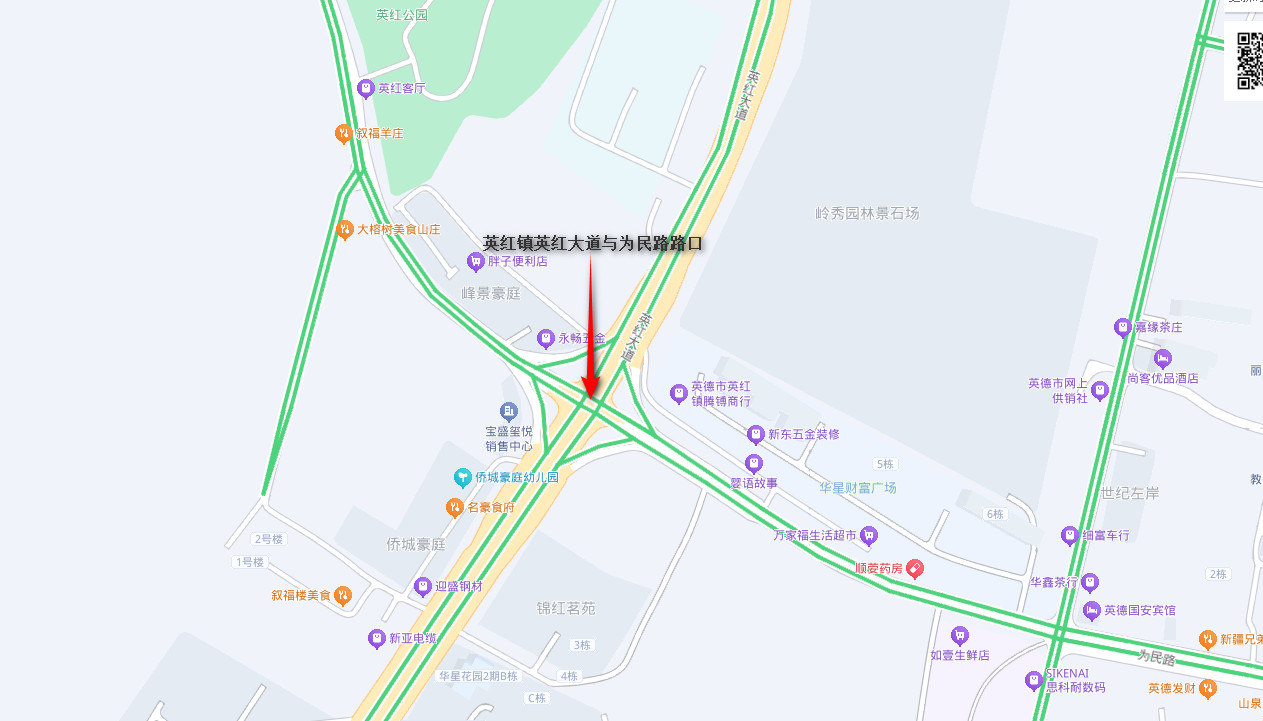 英红公园
英红客厅
叙福羊庄
英红大道
岭秀园林景石场
大榕树美食山庄
英红镇英红大道与为民路路口
胖子便利店
峰景豪庭
英红大道
永畅五金
嘉缘茶庄
尚客优品酒店
英德市网上
供销社
丽
英德市英红
镇腾镈商行
宝盛玺悦
销售中心
新东五金装修
5栋
婴语故事
华星财富广场
侨城豪庭幼儿园
教
世纪左岸
名豪食府
6栋
2号楼
侨城豪庭
万家福生活超市
细富车行
1号楼
顺荽药房
2栋
叙福楼美食
迎盛钢材
华鑫茶行
锦红茗苑
英德国安宾馆
新亚电缆
3栋
新疆兄弟
如壹生鲜店
为民路
华星花园2期B栋
4栋
SIKENAI
思科耐数码
英德发财
C栋
山泉